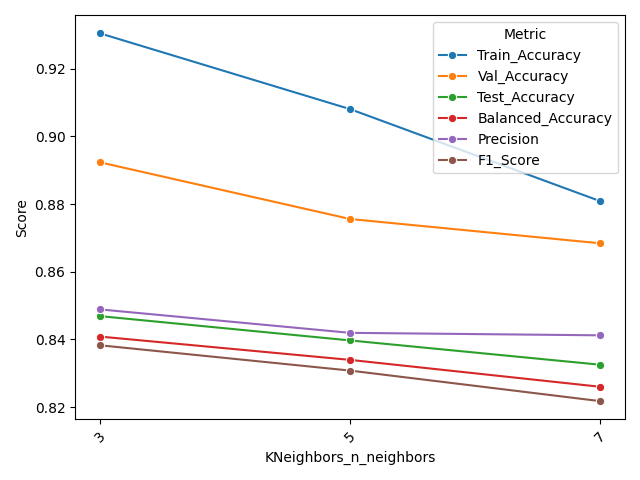 Metric
Train_Accuracy
Val_Accuracy
Test_Accuracy
Balanced_Accuracy
Precision
F1_Score
0.92
0.90
0.88
0.86
0.84
0.82
Score
3
5
7
KNeighbors_n_neighbors